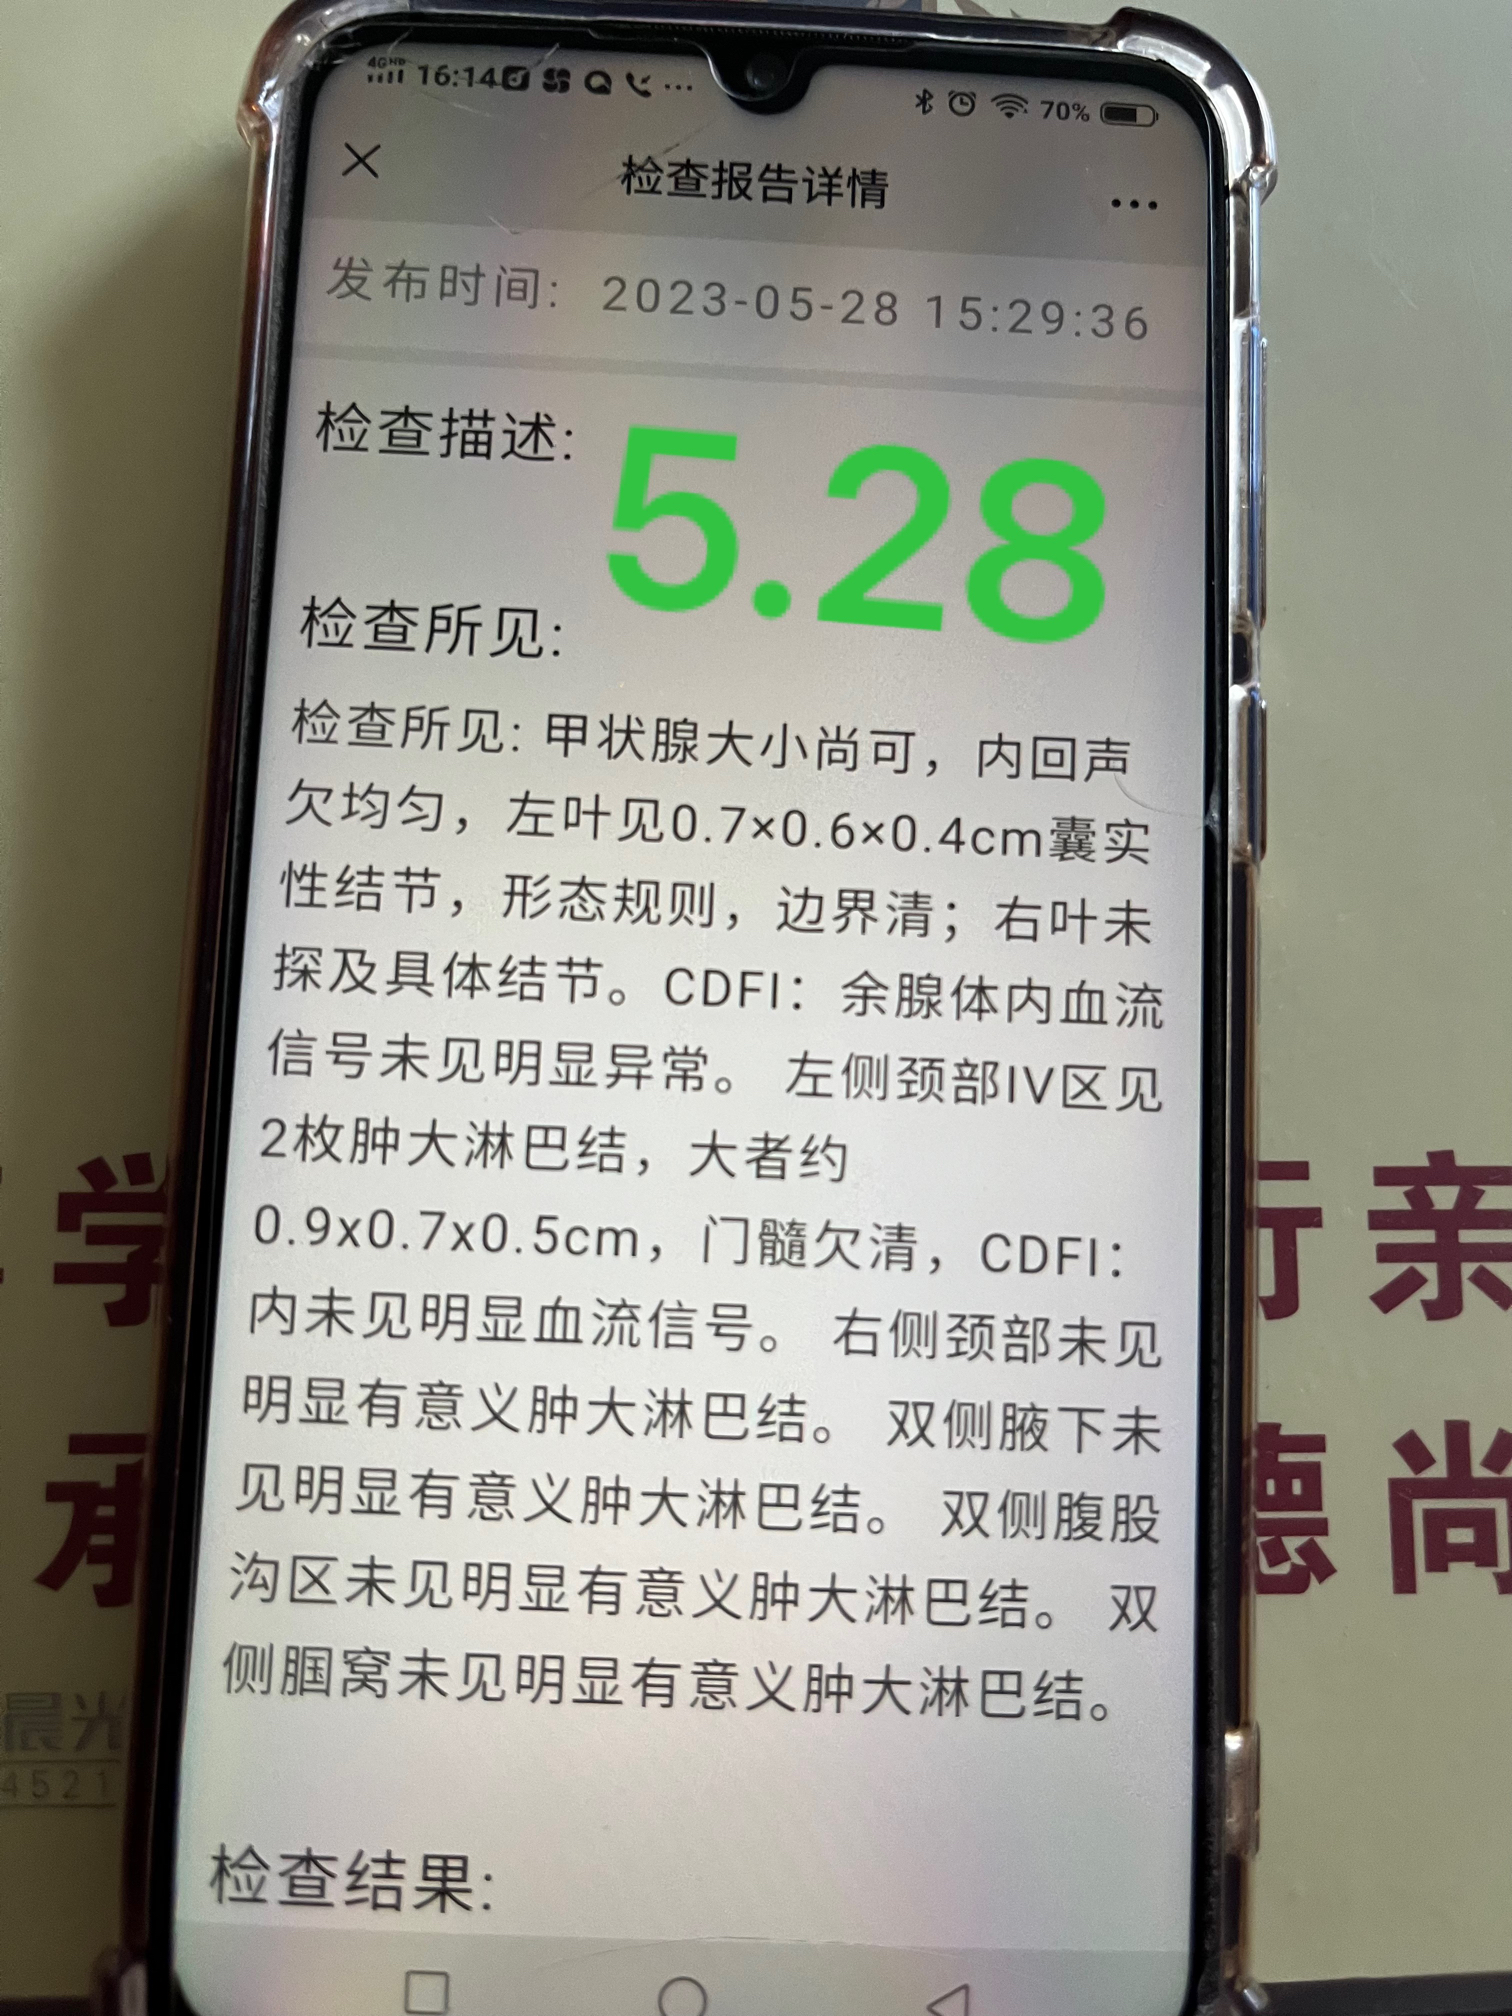 4GHD 16:14 70%
检查报告详情
发布时间: 2023-05-28 15:29:36
检查描述:
5.28
检查所见:
检查所见: 甲状腺大小尚可，内回声
欠均匀，左叶见0.7×0.6×0.4cm囊实
性结节，形态规则，边界清；右叶未
探及具体结节。CDFI：余腺体内血流
信号未见明显异常。 左侧颈部IV区见
2枚肿大淋巴结，大者约
0.9x0.7x0.5cm，门髓欠清，CDFI：
内未见明显血流信号。 右侧颈部未见
明显有意义肿大淋巴结。 双侧腋下未
见明显有意义肿大淋巴结。 双侧腹股
沟区未见明显有意义肿大淋巴结。 双
侧腘窝未见明显有意义肿大淋巴结。
检查结果:
学
行亲
承
德尚
晨光
4521